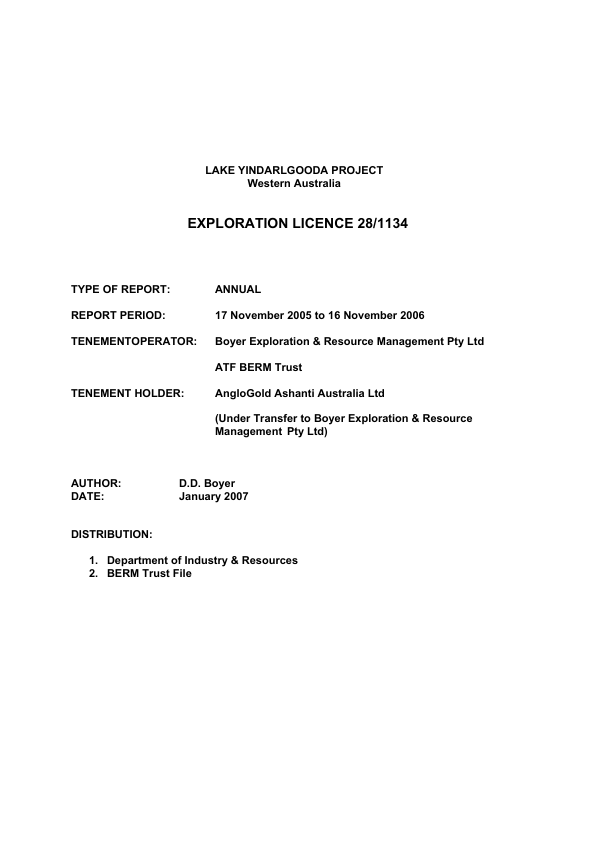 LAKE YINDARLGOODA PROJECT
Western Australia
EXPLORATION LICENCE 28/1134
TYPE OF REPORT: ANNUAL
REPORT PERIOD: 17 November 2005 to 16 November 2006
TENEMENTOPERATOR: Boyer Exploration & Resource Management Pty Ltd
ATF BERM Trust
TENEMENT HOLDER: AngloGold Ashanti Australia Ltd
(Under Transfer to Boyer Exploration & Resource
Management Pty Ltd)
AUTHOR: D.D. Boyer
DATE: January 2007
DISTRIBUTION:
1. Department of Industry & Resources
2. BERM Trust File